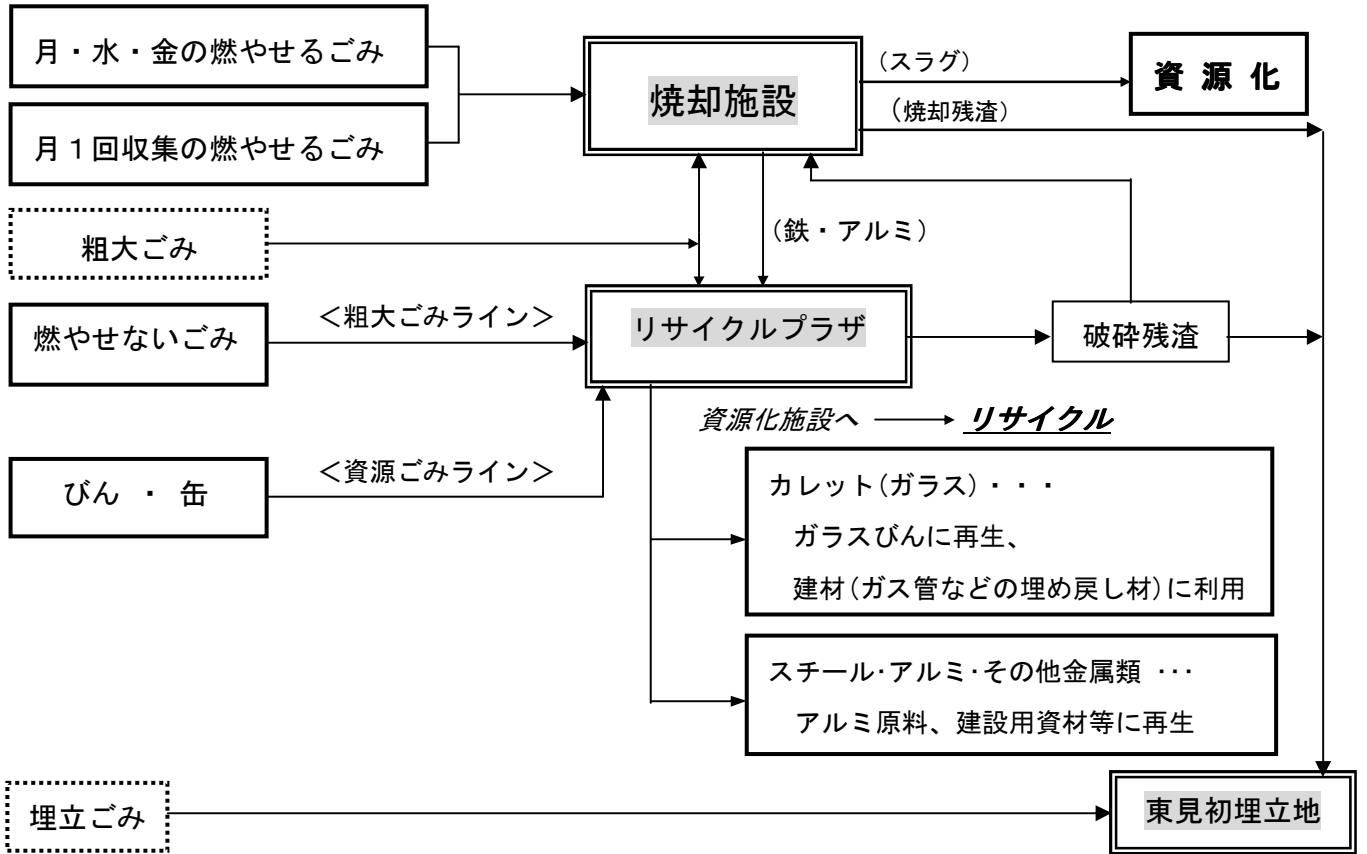 月・水・金の燃やせるごみ
月１回収集の燃やせるごみ
焼却施設
(スラグ)
(焼却残渣)
資 源 化
粗大ごみ
(鉄・アルミ)
燃やせないごみ
＜粗大ごみライン＞
リサイクルプラザ
破砕残渣
資源化施設へ → リサイクル
びん ・ 缶
＜資源ごみライン＞
カレット(ガラス)・・・
ガラスびんに再生、
建材(ガス管などの埋め戻し材)に利用
スチール・アルミ・その他金属類 ・・・
アルミ原料、建設用資材等に再生
埋立ごみ
東見初埋立地